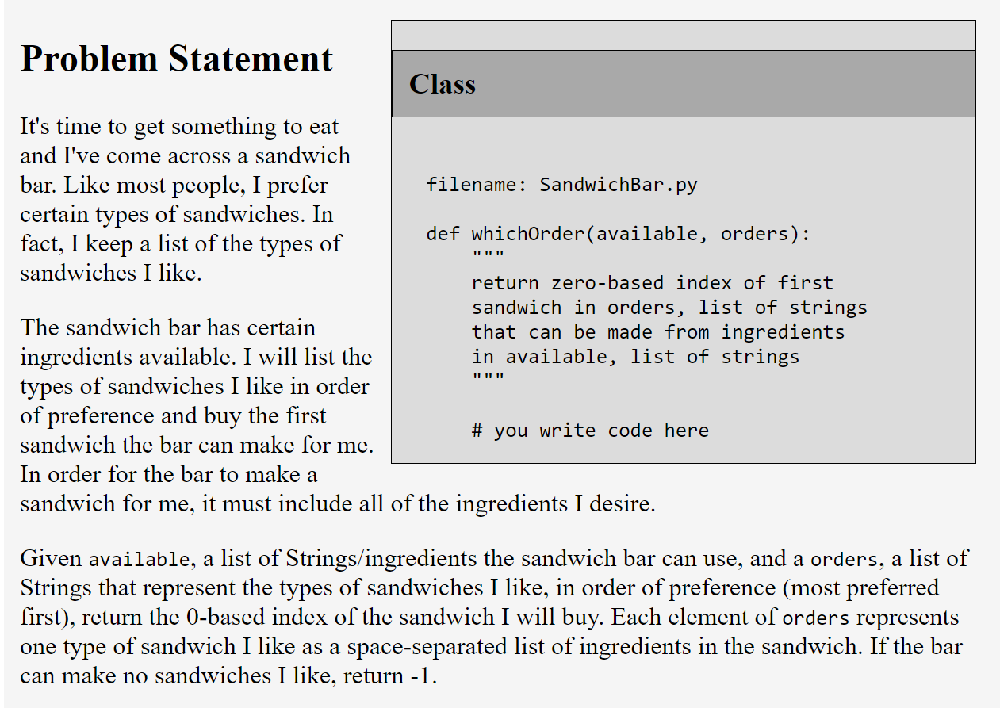 Problem Statement
It's time to get something to eat
and I've come across a sandwich
bar. Like most people, I prefer
certain types of sandwiches. In
fact, I keep a list of the types of
sandwiches I like.
The sandwich bar has certain
ingredients available. I will list the
types of sandwiches I like in order
of preference and buy the first
sandwich the bar can make for me.
In order for the bar to make a
sandwich for me, it must include all of the ingredients I desire.
Class
filename: SandwichBar.py
def whichOrder(available, orders):
"""
return zero-based index of first
sandwich in orders, list of strings
that can be made from ingredients
in available, list of strings
"""
# you write code here
Given available, a list of Strings/ingredients the sandwich bar can use, and a orders, a list of
Strings that represent the types of sandwiches I like, in order of preference (most preferred
first), return the 0-based index of the sandwich I will buy. Each element of orders represents
one type of sandwich I like as a space-separated list of ingredients in the sandwich. If the bar
can make no sandwiches I like, return -1.